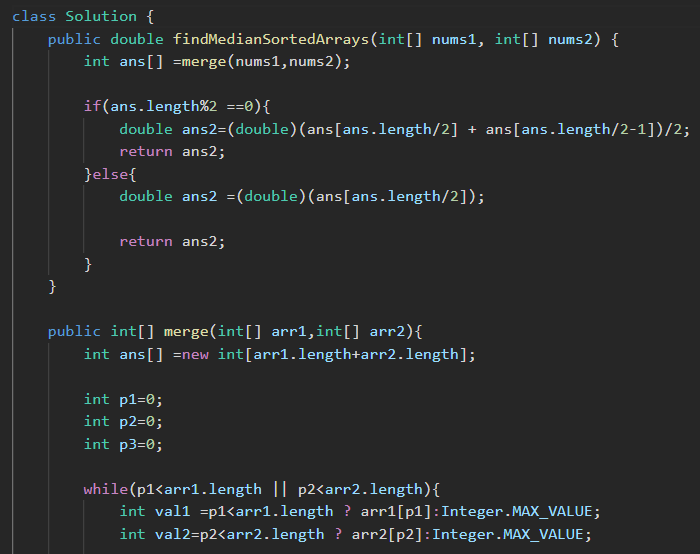 class Solution {
public double findMedianSortedArrays(int[] nums1, int[] nums2) {
int ans[] =merge(nums1,nums2);
if(ans.length%2 ==0){
double ans2=(double)(ans[ans.length/2] + ans[ans.length/2-1])/2;
return ans2;
}else{
double ans2 =(double)(ans[ans.length/2]);
return ans2;
}
}
public int[] merge(int[] arr1,int[] arr2){
int ans[] =new int[arr1.length+arr2.length];
int p1=0;
int p2=0;
int p3=0;
while(p1<arr1.length || p2<arr2.length){
int val1 =p1<arr1.length ? arr1[p1]:Integer.MAX_VALUE;
int val2=p2<arr2.length ? arr2[p2]:Integer.MAX_VALUE;